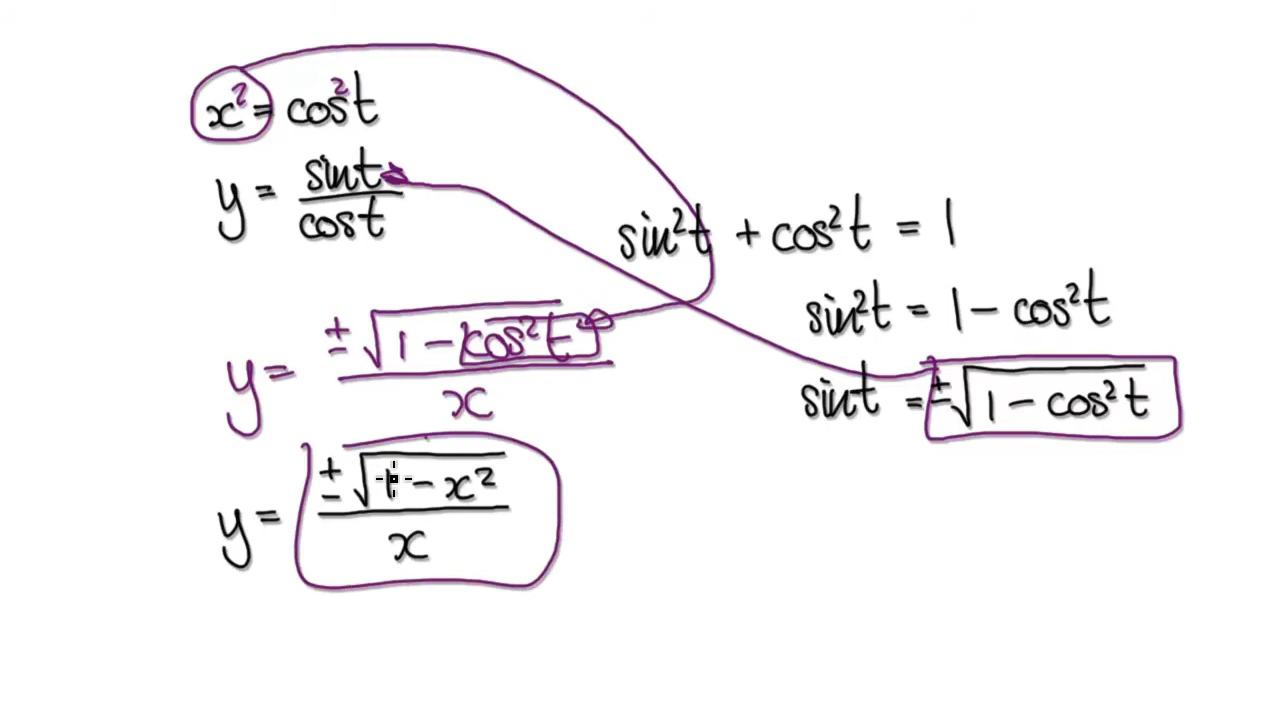 x² = cos²t
y = sint / cost
sin²t + cos²t = 1
sin²t = 1 - cos²t
sint = ±√(1 - cos²t)
y = ±√(1 - cos²t) / x
y = ±√(1 - x²) / x